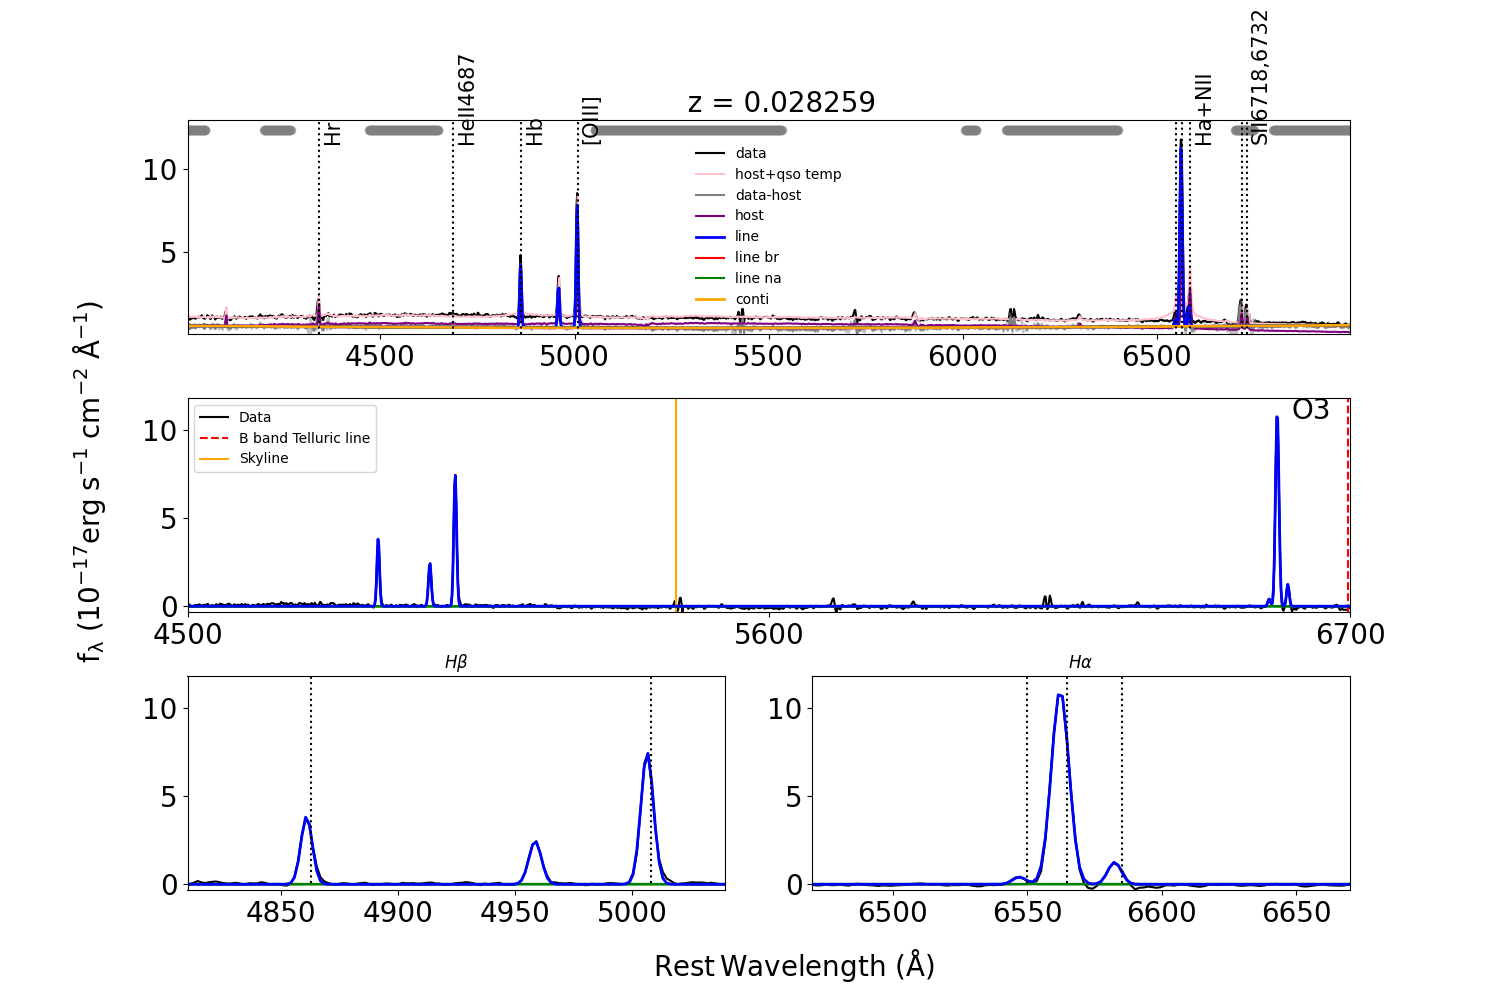 z = 0.028259
Hr
HeII4687
Hb
[OIII]
Ha+NII
SII6718,6732
data
host+qso temp
data-host
host
line
line br
line na
conti
10
5
4500 5000 5500 6000 6500
Data
B band Telluric line
Skyline
O3
10
5
0
4500 5600 6700
fλ (10⁻¹⁷erg s⁻¹ cm⁻² Å⁻¹)
Hβ
10
5
0
4850 4900 4950 5000
Hα
10
5
0
6500 6550 6600 6650
Rest Wavelength (Å)